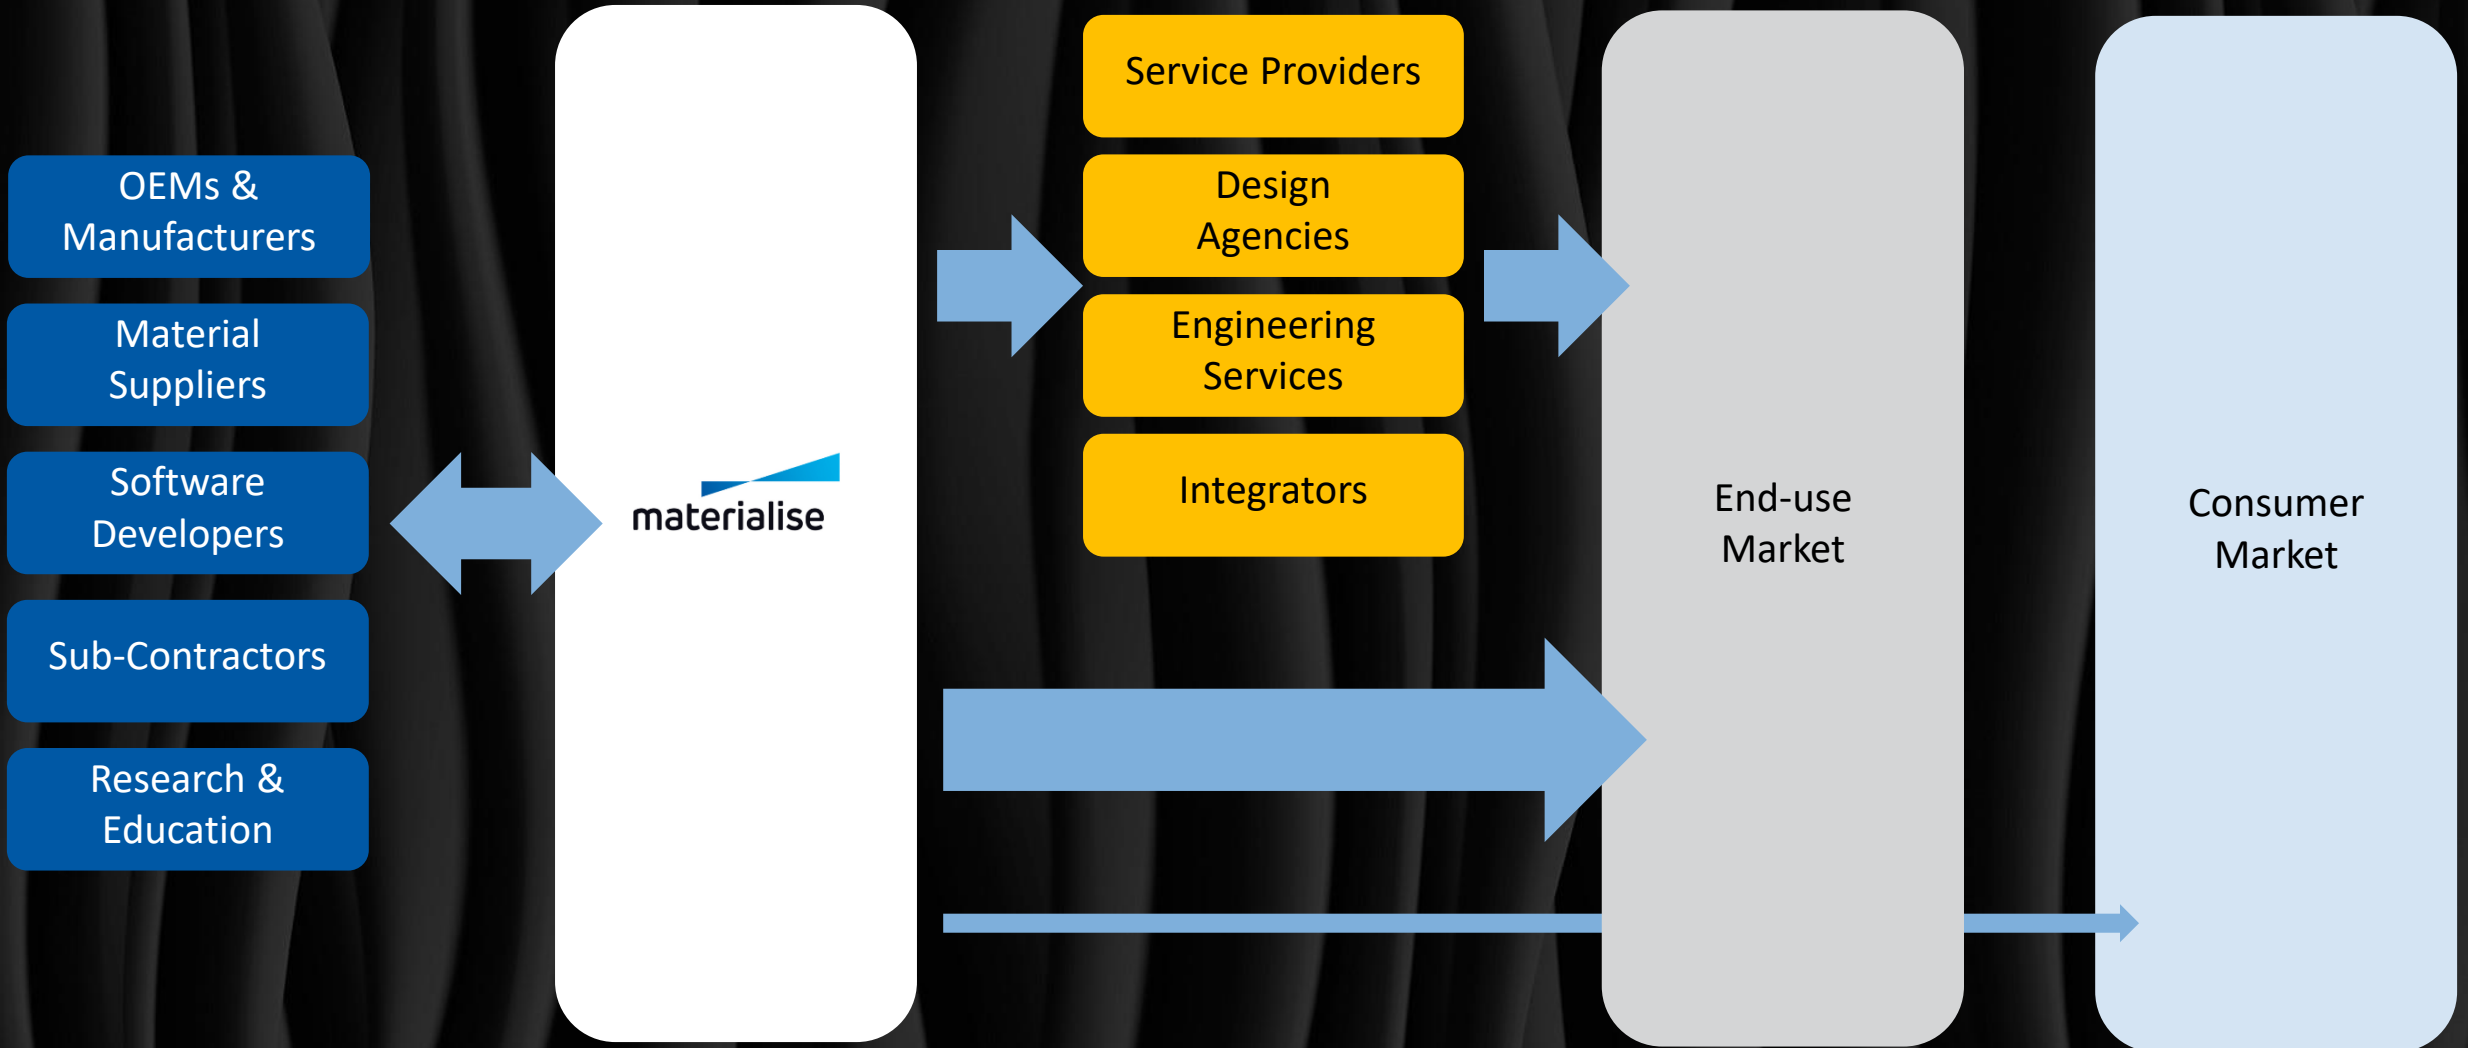 OEMs &
Manufacturers
Material
Suppliers
Software
Developers
Sub-Contractors
Research &
Education
materialise
Service Providers
Design
Agencies
Engineering
Services
Integrators
End-use
Market
Consumer
Market